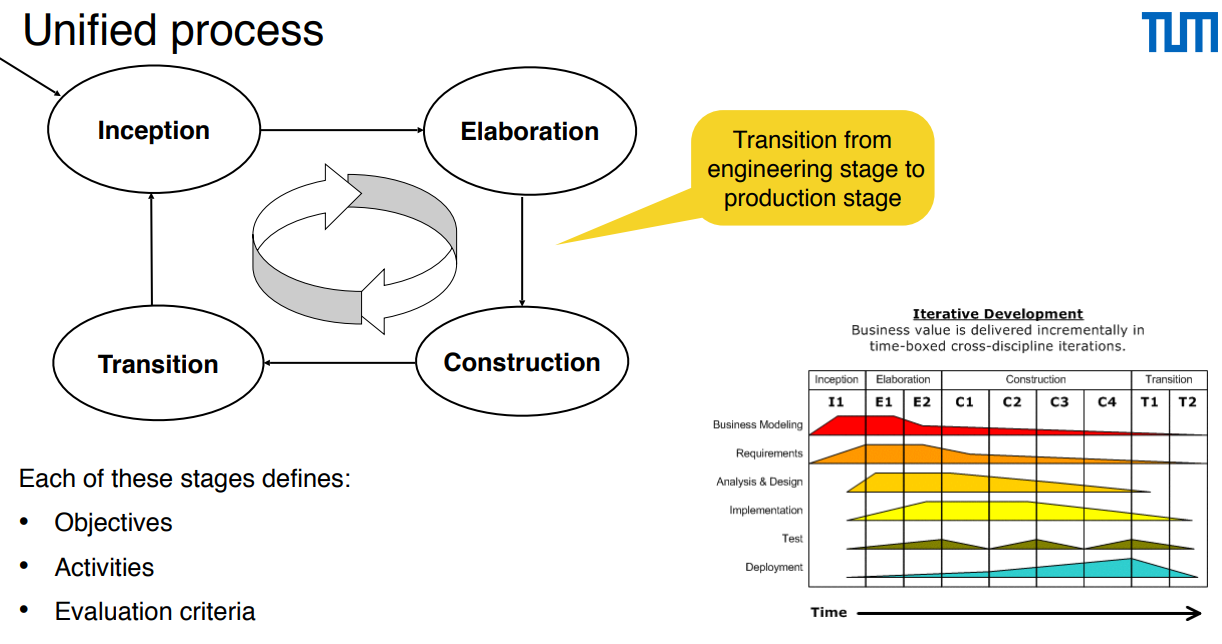 Unified process
TUM
Inception
Elaboration
Transition from
engineering stage to
production stage
Transition
Construction
Each of these stages defines:
• Objectives
• Activities
• Evaluation criteria
Iterative Development
Business value is delivered incrementally in
time-boxed cross-discipline iterations.
Inception Elaboration Construction Transition
I1 E1 E2 C1 C2 C3 C4 T1 T2
Business Modeling
Requirements
Analysis & Design
Implementation
Test
Deployment
Time